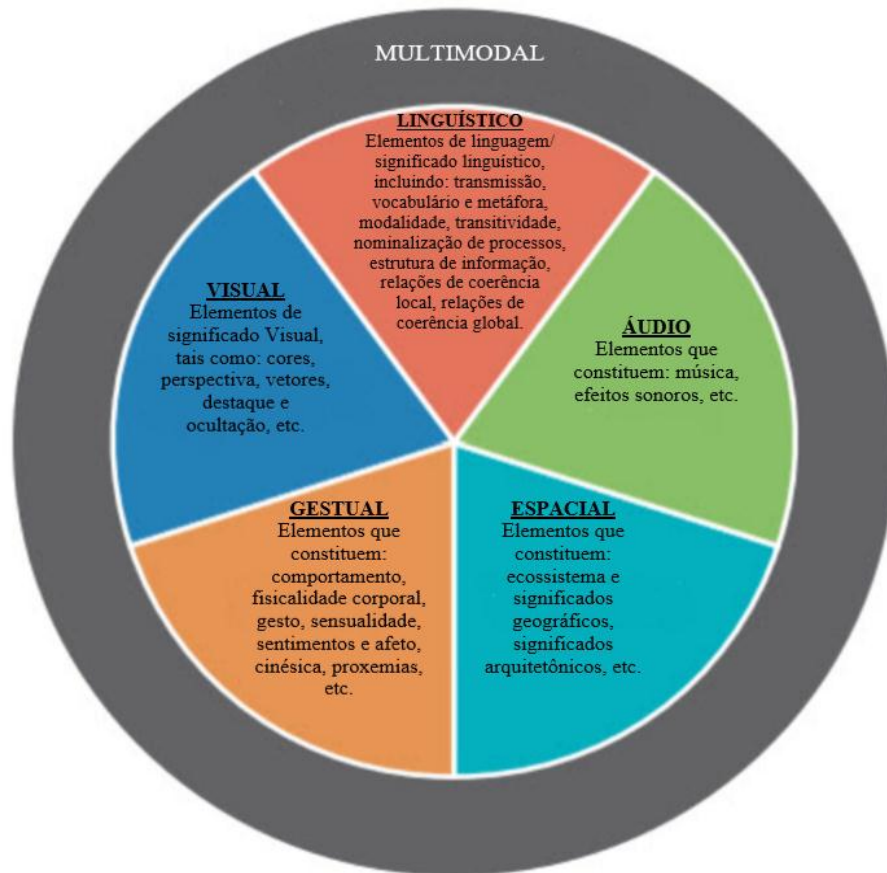 MULTIMODAL
LINGUÍSTICO
Elementos de linguagem/
significado linguístico,
incluindo: transmissão,
vocabulário e metáfora,
modalidade, transitividade,
nominalização de processos,
estrutura de informação,
relações de coerência
local, relações de
coerência global.
VISUAL
Elementos de
significado Visual,
tais como: cores,
perspectiva, vetores,
destaque e
ocultação, etc.
ÁUDIO
Elementos que
constituem: música,
efeitos sonoros, etc.
GESTUAL
Elementos que
constituem:
comportamento,
fisicalidade corporal,
gesto, sensualidade,
sentimentos e afeto,
cinésica, proxemias,
etc.
ESPACIAL
Elementos que
constituem:
ecossistema e
significados
geográficos,
significados
arquitetônicos, etc.